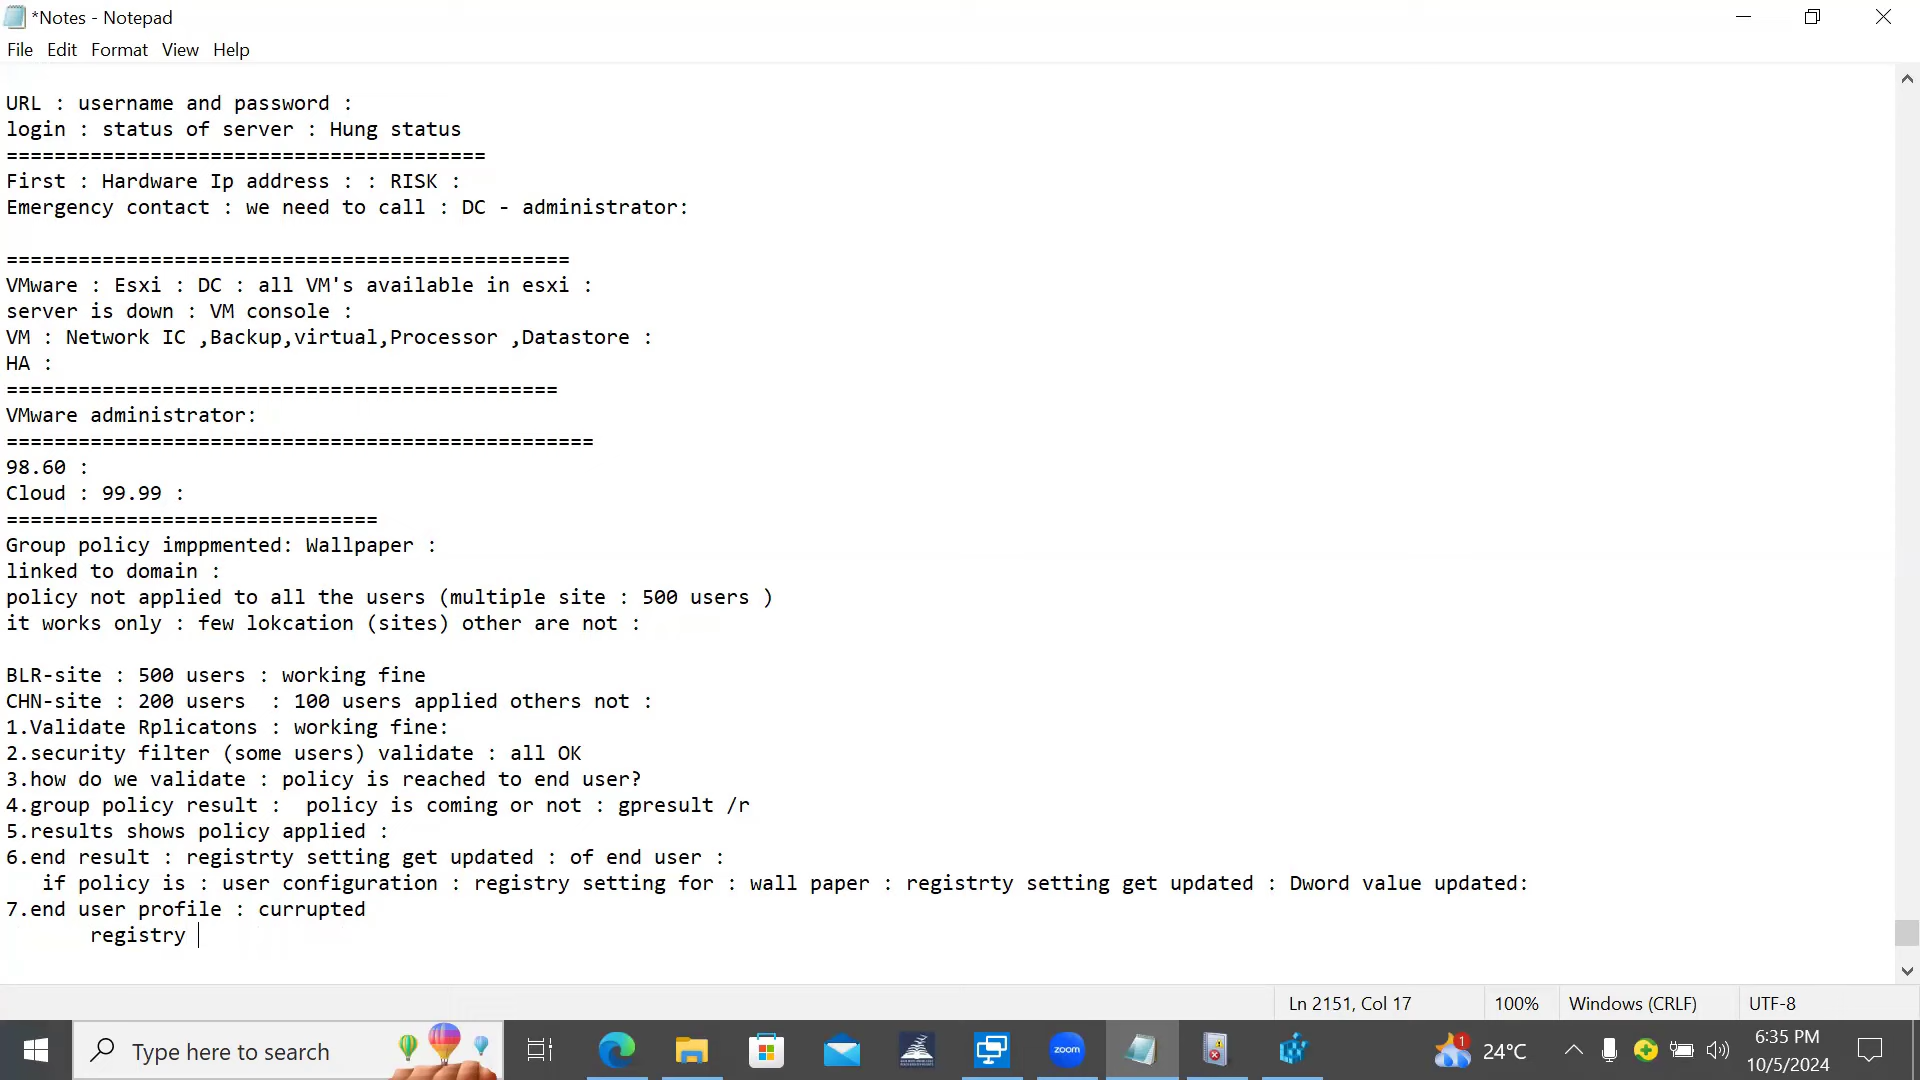 *Notes - Notepad
File Edit Format View Help
URL : username and password :
login : status of server : Hung status
========================================
First : Hardware Ip address : : RISK :
Emergency contact : we need to call : DC - administrator:
===============================================
VMware : Esxi : DC : all VM's available in esxi :
server is down : VM console :
VM : Network IC ,Backup,virtual,Processor ,Datastore :
HA :
==============================================
VMware administrator:
=================================================
98.60 :
Cloud : 99.99 :
===============================
Group policy imppmented: Wallpaper :
linked to domain :
policy not applied to all the users (multiple site : 500 users )
it works only : few lokcation (sites) other are not :
BLR-site : 500 users : working fine
CHN-site : 200 users  : 100 users applied others not :
1.Validate Rplicatons : working fine:
2.security filter (some users) validate : all OK
3.how do we validate : policy is reached to end user?
4.group policy result :  policy is coming or not : gpresult /r
5.results shows policy applied :
6.end result : registrty setting get updated : of end user :
if policy is : user configuration : registry setting for : wall paper : registrty setting get updated : Dword value updated:
7.end user profile : currupted
registry
Ln 2151, Col 17 100% Windows (CRLF) UTF-8
Type here to search
zoom
1
24°C
6:35 PM
10/5/2024